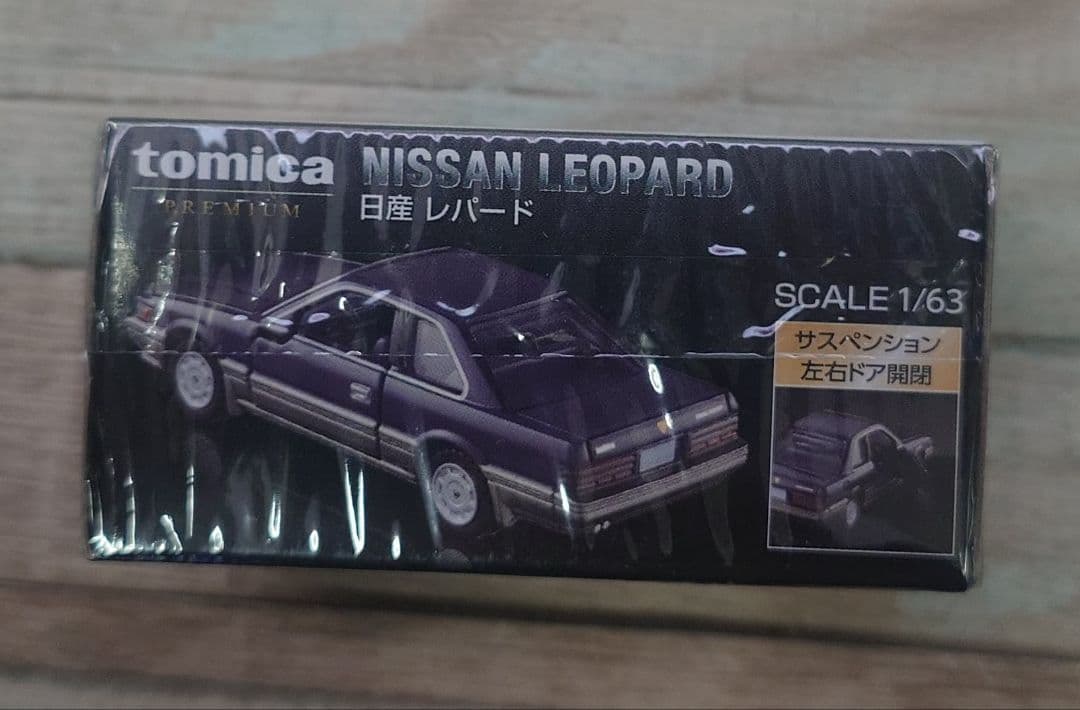 tomica
PREMIUM
NISSAN LEOPARD
日産 レパード
SCALE 1/63
サスペンション
左右ドア開閉